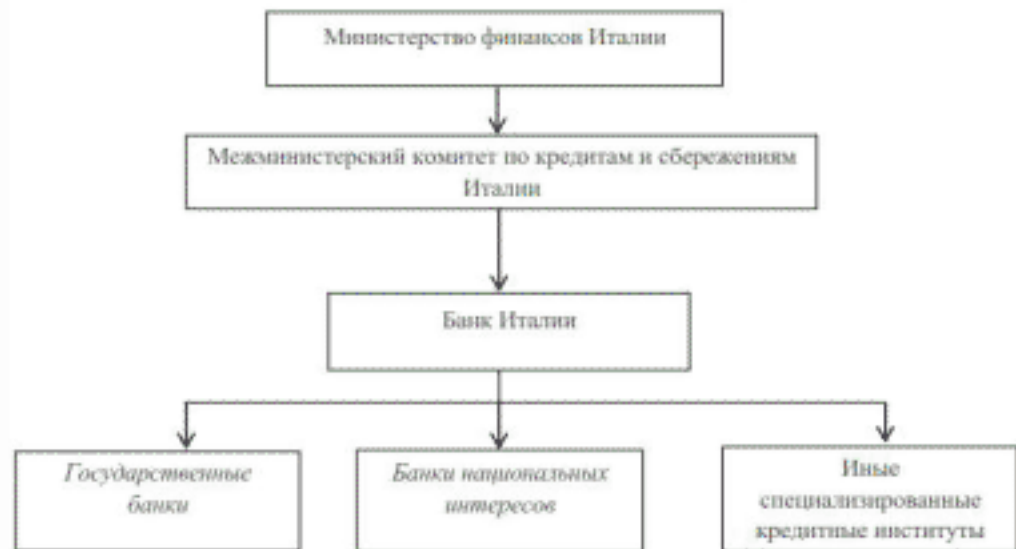 Министерство финансов Италии
Межминистерский комитет по кредитам и сбережениям
Италии
Банк Италии
Государственные
банки
Банки национальных
интересов
Иные
специализированные
кредитные институты